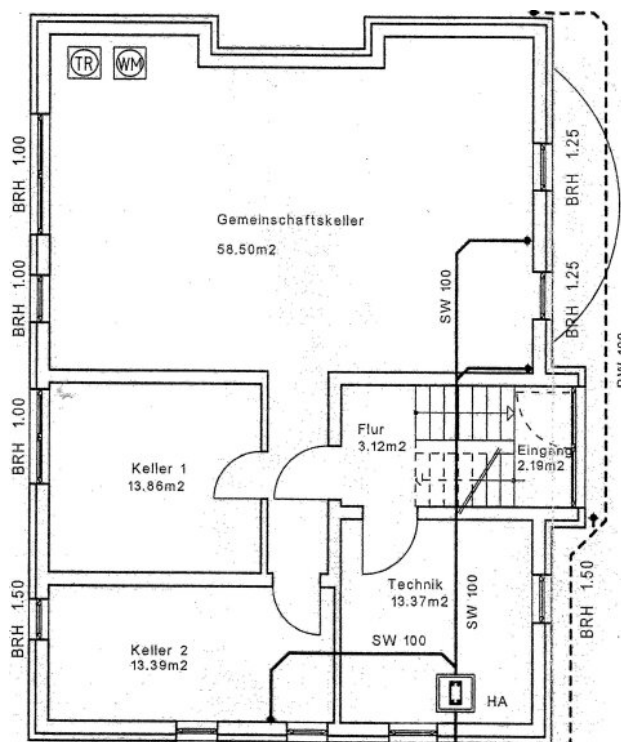 TR WM
BRH 1.00
BRH 1.25
Gemeinschaftskeller
58.50m2
BRH 1.00
SW 100
BRH 1.25
BRH 1.00
Flur
3.12m2
Eingang
2.19m2
Keller 1
13.86m2
Technik
13.37m2
BRH 1.50
SW 100
BRH 1.50
SW 100
Keller 2
13.39m2
HA